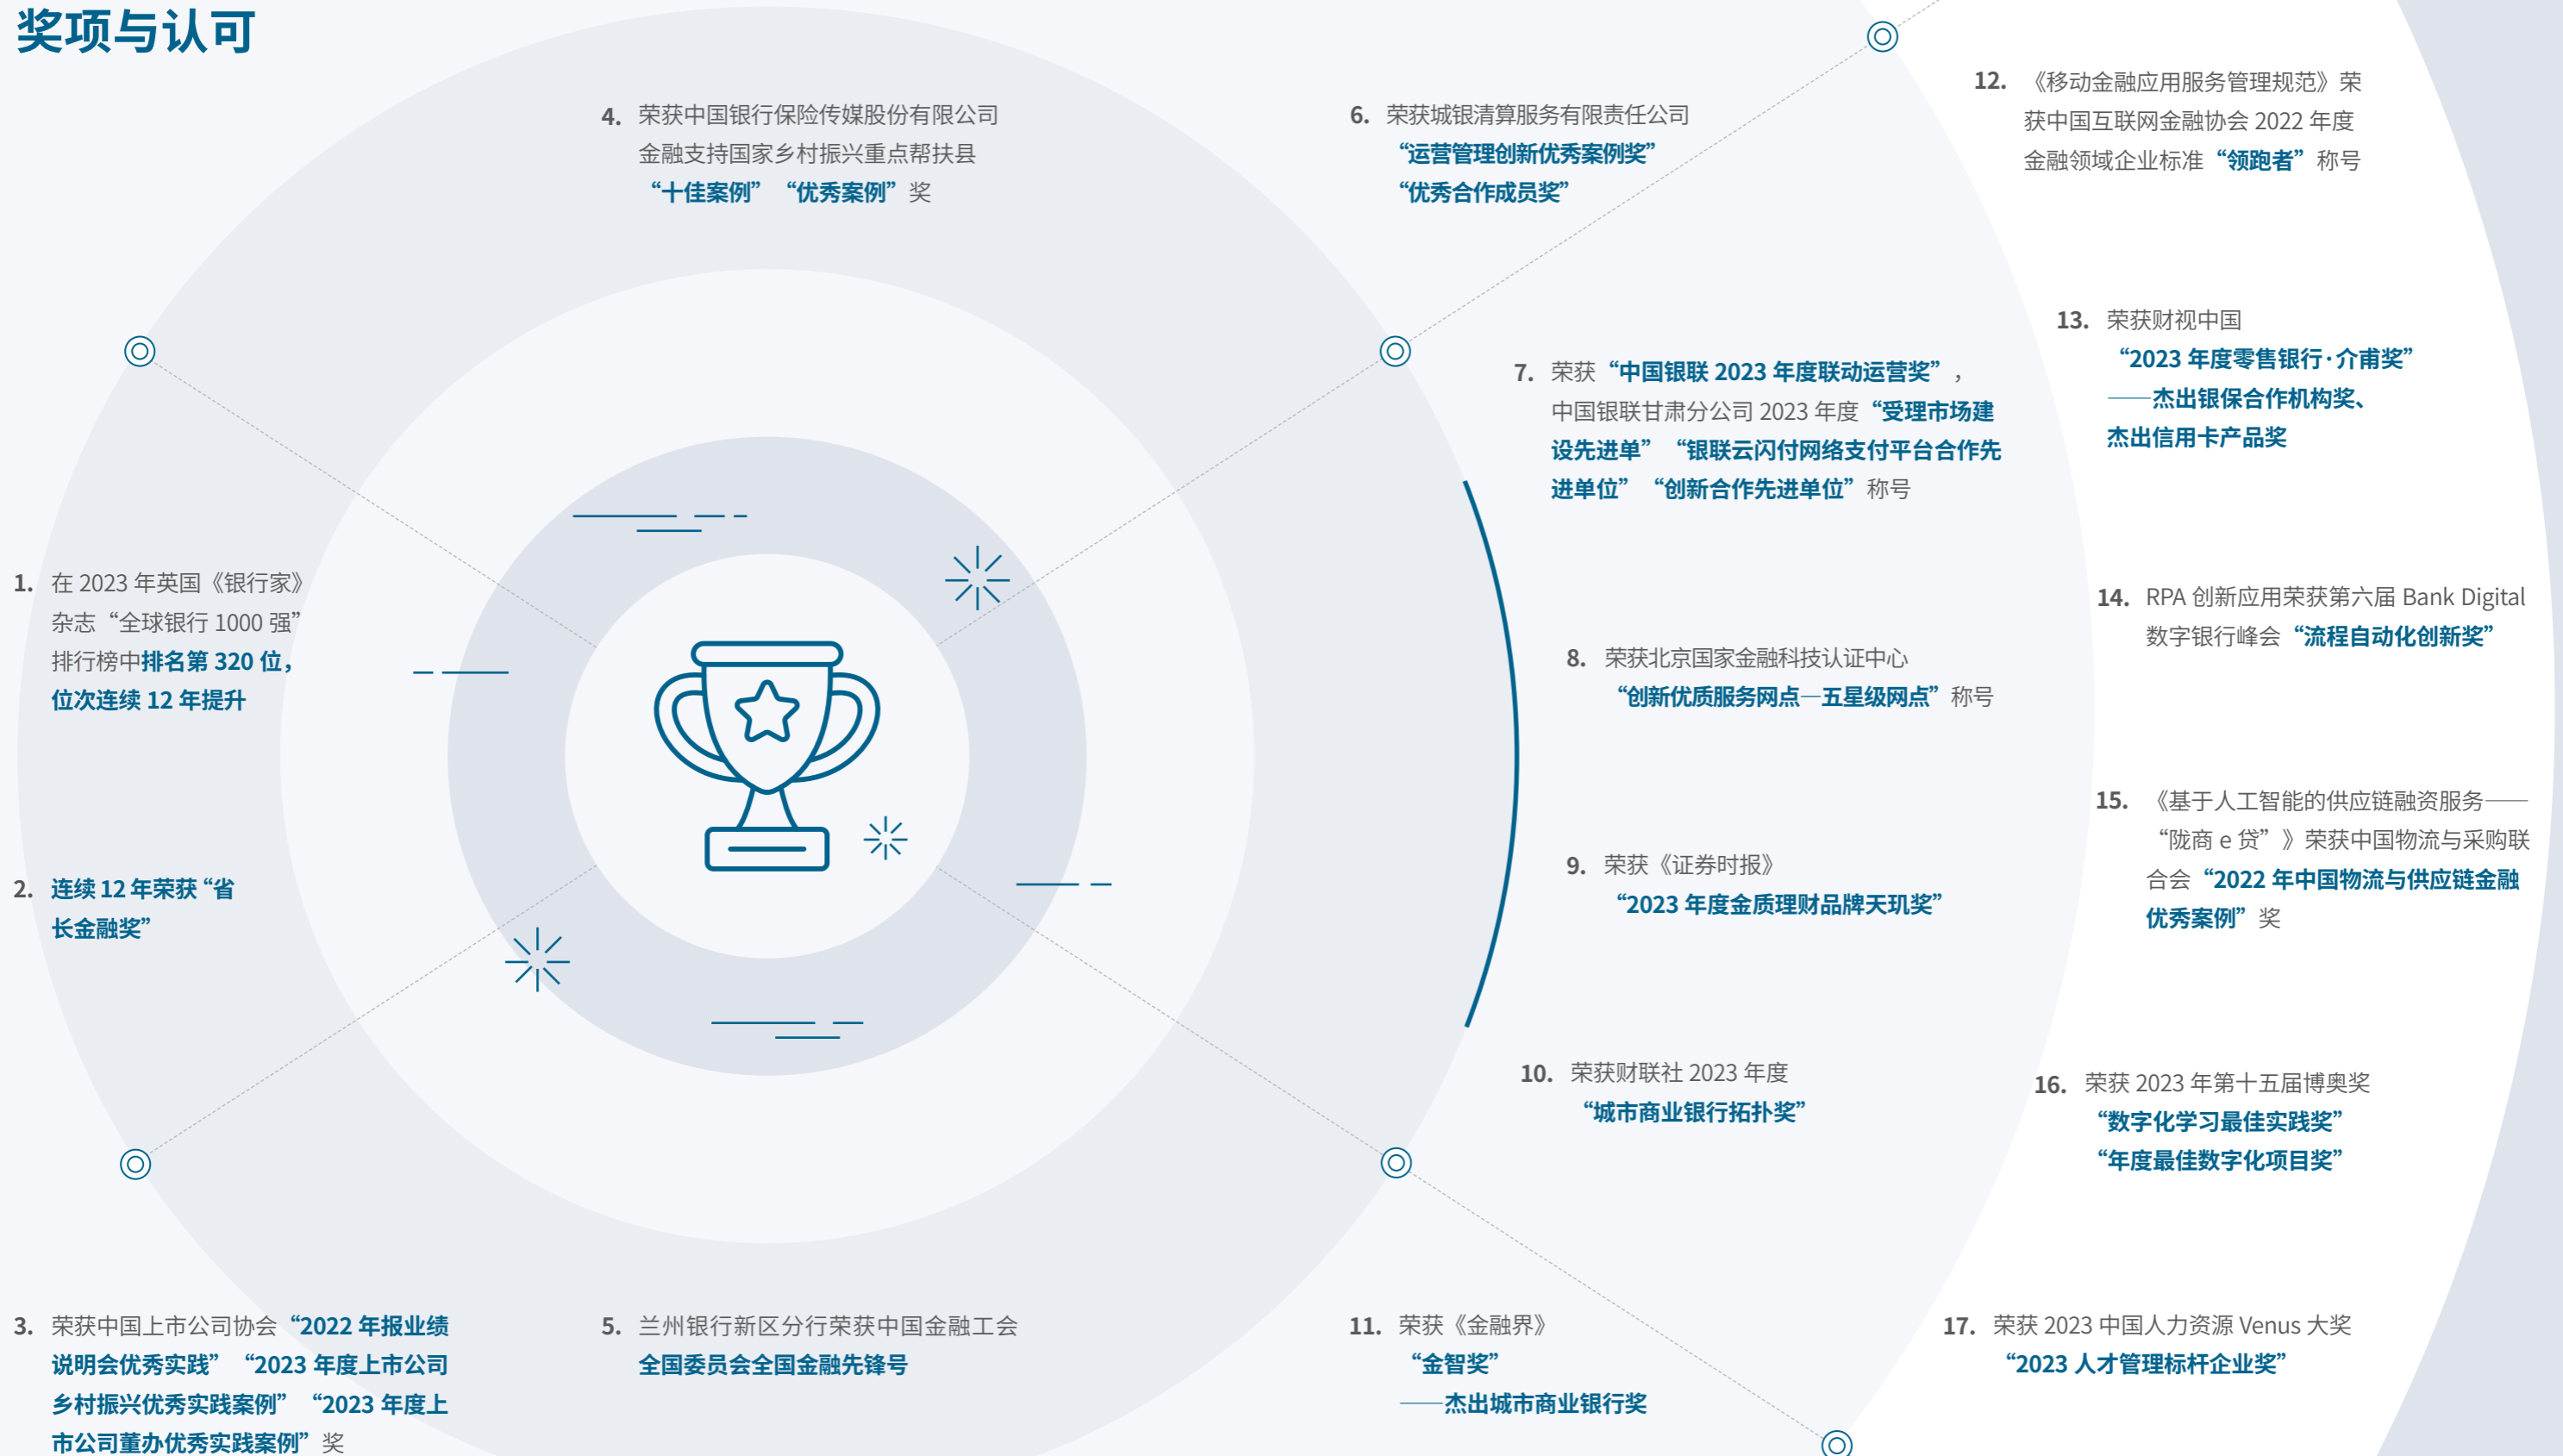 奖项与认可
1. 在 2023 年英国《银行家》
杂志“全球银行 1000 强”
排行榜中排名第 320 位，
位次连续 12 年提升
2. 连续 12 年荣获“省
长金融奖”
3. 荣获中国上市公司协会“2022 年报业绩
说明会优秀实践”“2023 年度上市公司
乡村振兴优秀实践案例”“2023 年度上
市公司董办优秀实践案例”奖
4. 荣获中国银行保险传媒股份有限公司
金融支持国家乡村振兴重点帮扶县
“十佳案例”“优秀案例”奖
5. 兰州银行新区分行荣获中国金融工会
全国委员会全国金融先锋号
6. 荣获城银清算服务有限责任公司
“运营管理创新优秀案例奖”
“优秀合作成员奖”
7. 荣获“中国银联 2023 年度联动运营奖”，
中国银联甘肃分公司 2023 年度“受理市场建
设先进单”“银联云闪付网络支付平台合作先
进单位”“创新合作先进单位”称号
8. 荣获北京国家金融科技认证中心
“创新优质服务网点—五星级网点”称号
9. 荣获《证券时报》
“2023 年度金质理财品牌天玑奖”
10. 荣获财联社 2023 年度
“城市商业银行拓扑奖”
11. 荣获《金融界》
“金智奖”
——杰出城市商业银行奖
12. 《移动金融应用服务管理规范》荣
获中国互联网金融协会 2022 年度
金融领域企业标准“领跑者”称号
13. 荣获财视中国
“2023 年度零售银行·介甫奖”
——杰出银保合作机构奖、
杰出信用卡产品奖
14. RPA 创新应用荣获第六届 Bank Digital
数字银行峰会“流程自动化创新奖”
15. 《基于人工智能的供应链融资服务——
“陇商 e 贷”》荣获中国物流与采购联
合会“2022 年中国物流与供应链金融
优秀案例”奖
16. 荣获 2023 年第十五届博奥奖
“数字化学习最佳实践奖”
“年度最佳数字化项目奖”
17. 荣获 2023 中国人力资源 Venus 大奖
“2023 人才管理标杆企业奖”